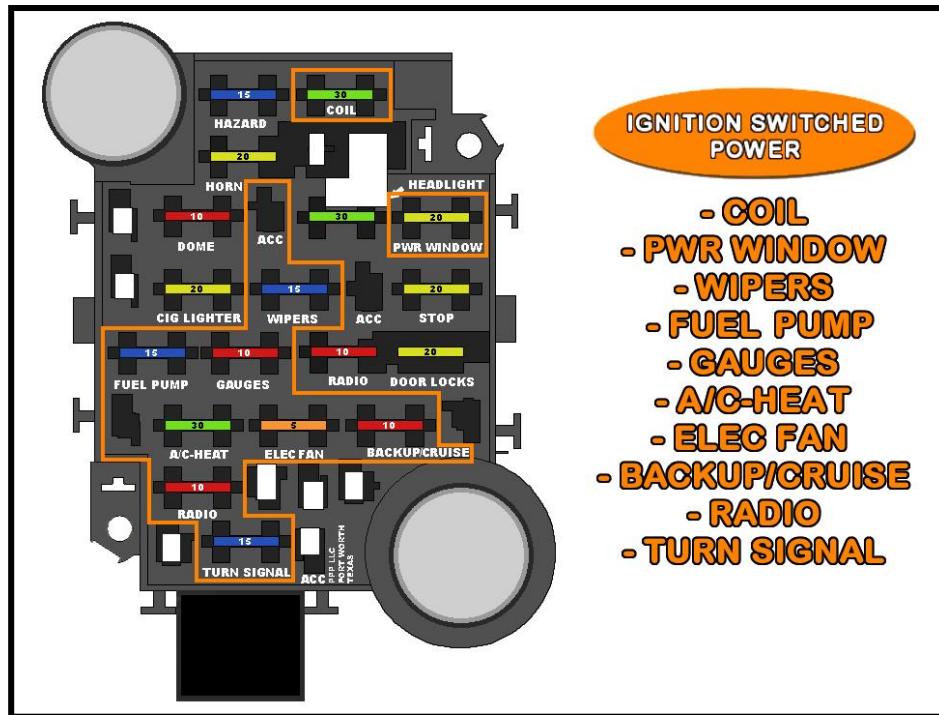 15
30
HAZARD
COIL
IGNITION SWITCHED
POWER
20
HORN
HEADLIGHT
10
30
20
DOME
ACC
PWR WINDOW
20
15
20
CIG LIGHTER
WIPERS
ACC
STOP
15
10
10
20
FUEL PUMP
GAUGES
RADIO
DOOR LOCKS
30
5
10
A/C-HEAT
ELEC FAN
BACKUP/CRUISE
10
RADIO
15
TURN SIGNAL
ACC
PPP LLC
FORT WORTH
TEXAS
- COIL
- PWR WINDOW
- WIPERS
- FUEL PUMP
- GAUGES
- A/C-HEAT
- ELEC FAN
- BACKUP/CRUISE
- RADIO
- TURN SIGNAL